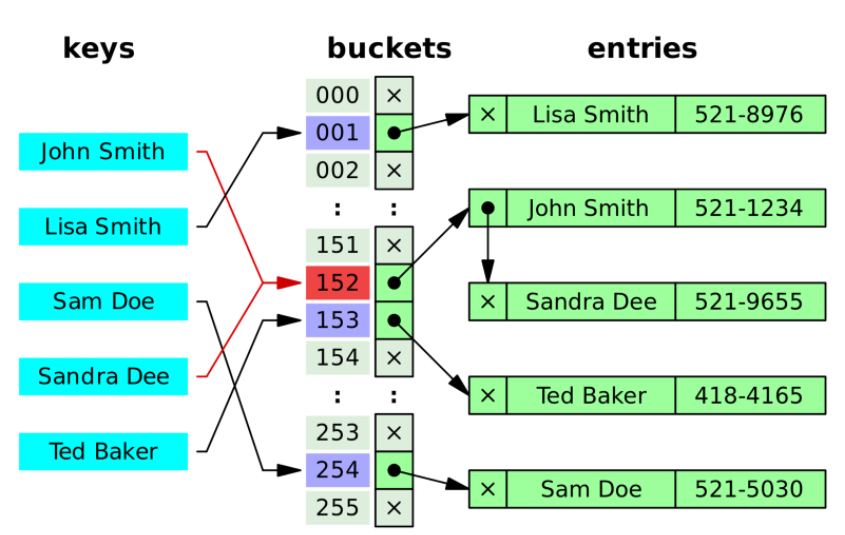 keys buckets entries
John Smith
Lisa Smith
Sam Doe
Sandra Dee
Ted Baker
000 ×
001
002 ×
: :
151 ×
152
153
154 ×
: :
253 ×
254
255 ×
× Lisa Smith 521-8976
John Smith 521-1234
× Sandra Dee 521-9655
× Ted Baker 418-4165
× Sam Doe 521-5030